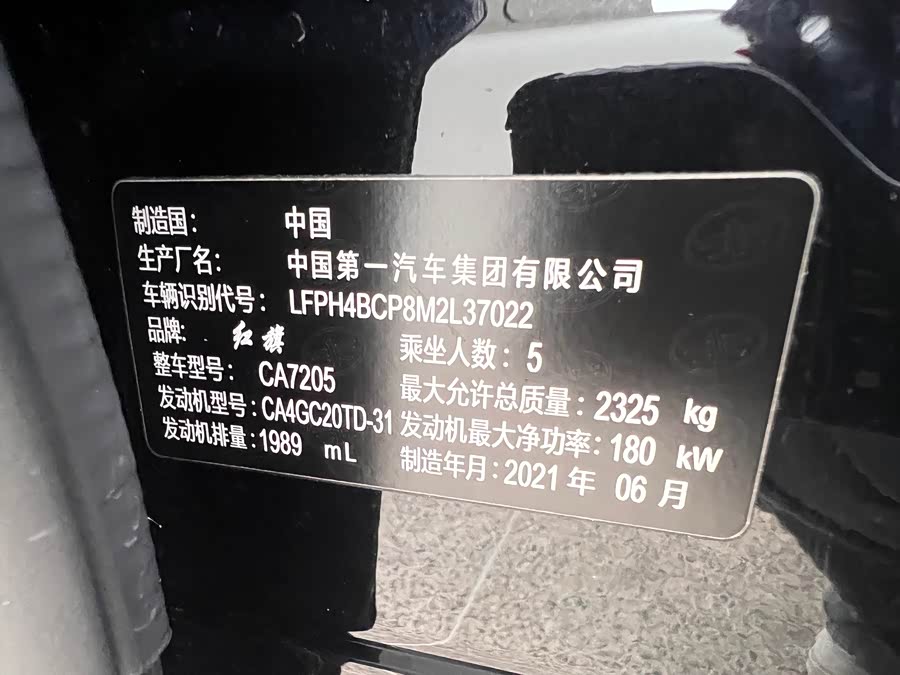 制造国： 中国
生产厂名： 中国第一汽车集团有限公司
车辆识别代号： LFPH4BCP8M2L37022
品牌： 红旗 乘坐人数： 5
整车型号： CA7205 最大允许总质量： 2325 kg
发动机型号： CA4GC20TD-31 发动机最大净功率： 180 kW
发动机排量： 1989 mL 制造年月： 2021 年 06 月